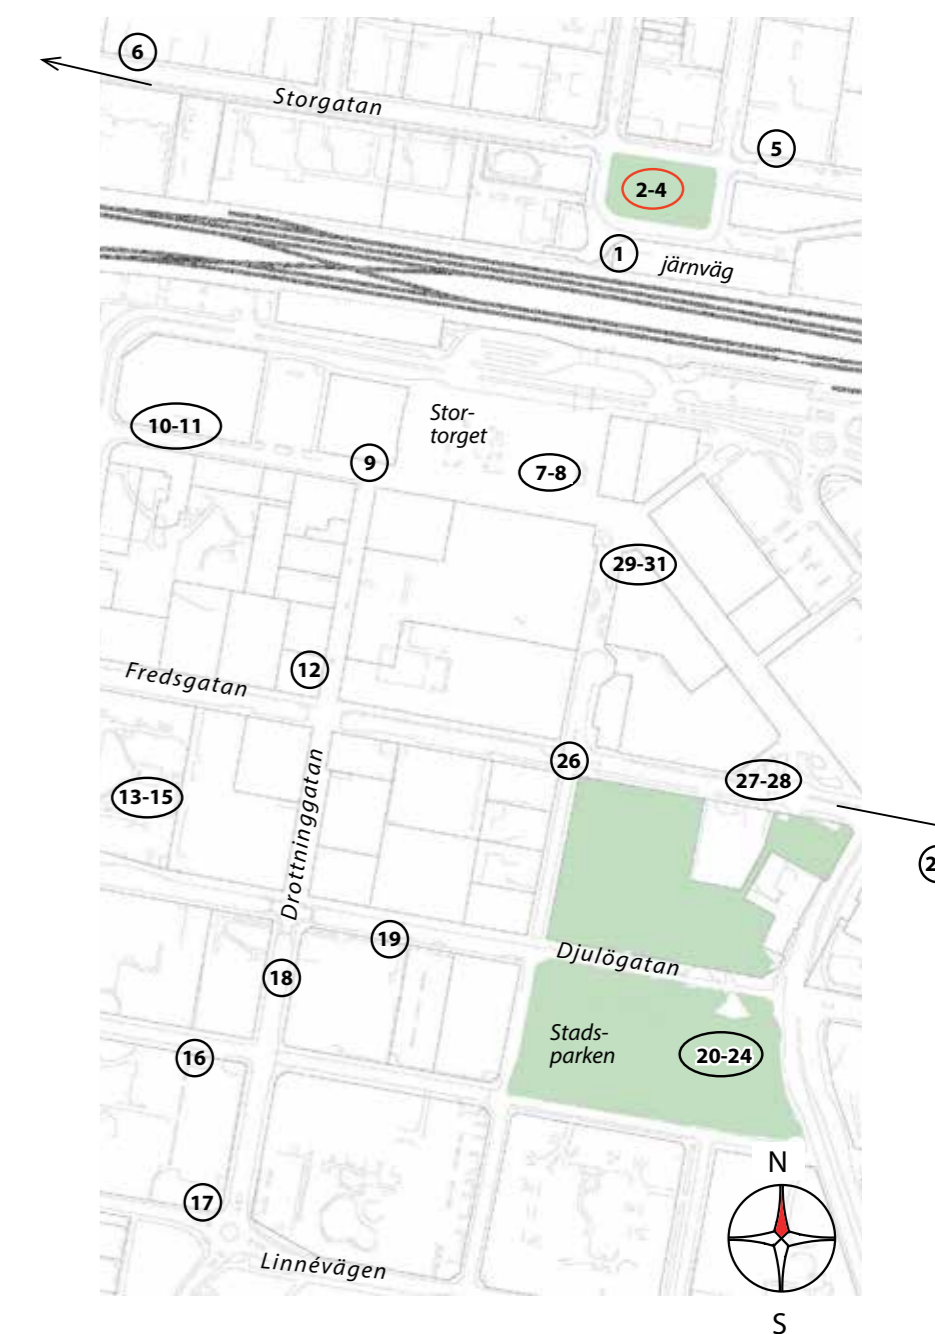 6
Storgatan
5
2-4
1
järnväg
Stor-
torget
10-11
9
7-8
29-31
12
Fredsgatan
26
27-28
13-15
Drottninggatan
19
Djulögatan
18
Stads-
parken
16
20-24
N
17
Linnévägen
S